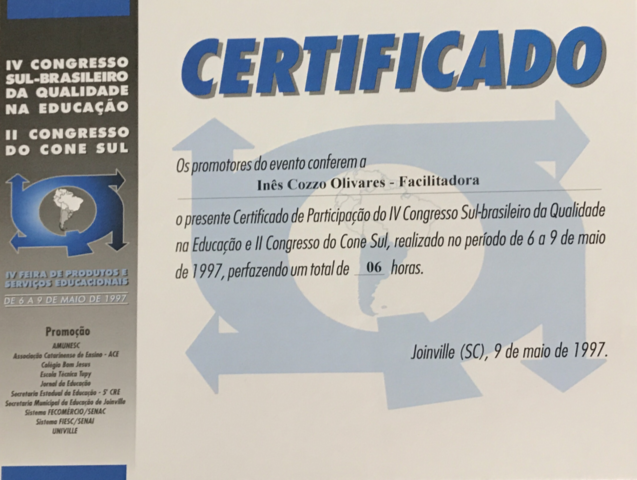 IV CONGRESSO
SUL-BRASILEIRO
DA QUALIDADE
NA EDUCAÇÃO
II CONGRESSO
DO CONE SUL
IV FEIRA DE PRODUTOS E
SERVIÇOS EDUCACIONAIS
DE 6 A 9 DE MAIO DE 1997
Promoção
AMUNESC
Associação Catarinense de Ensino - ACE
Colégio Bom Jesus
Escola Técnica Tupy
Jornal da Educação
Secretaria Estadual da Educação - 5ª CRE
Secretaria Municipal de Educação de Joinville
Sistema FECOMÉRCIO/SENAC
Sistema FIESC/SENAI
UNIVILLE
CERTIFICADO
Os promotores do evento conferem a
Inês Cozzo Olivares - Facilitadora
o presente Certificado de Participação do IV Congresso Sul-brasileiro da Qualidade
na Educação e II Congresso do Cone Sul, realizado no período de 6 a 9 de maio
de 1997, perfazendo um total de 06 horas.
Joinville (SC), 9 de maio de 1997.